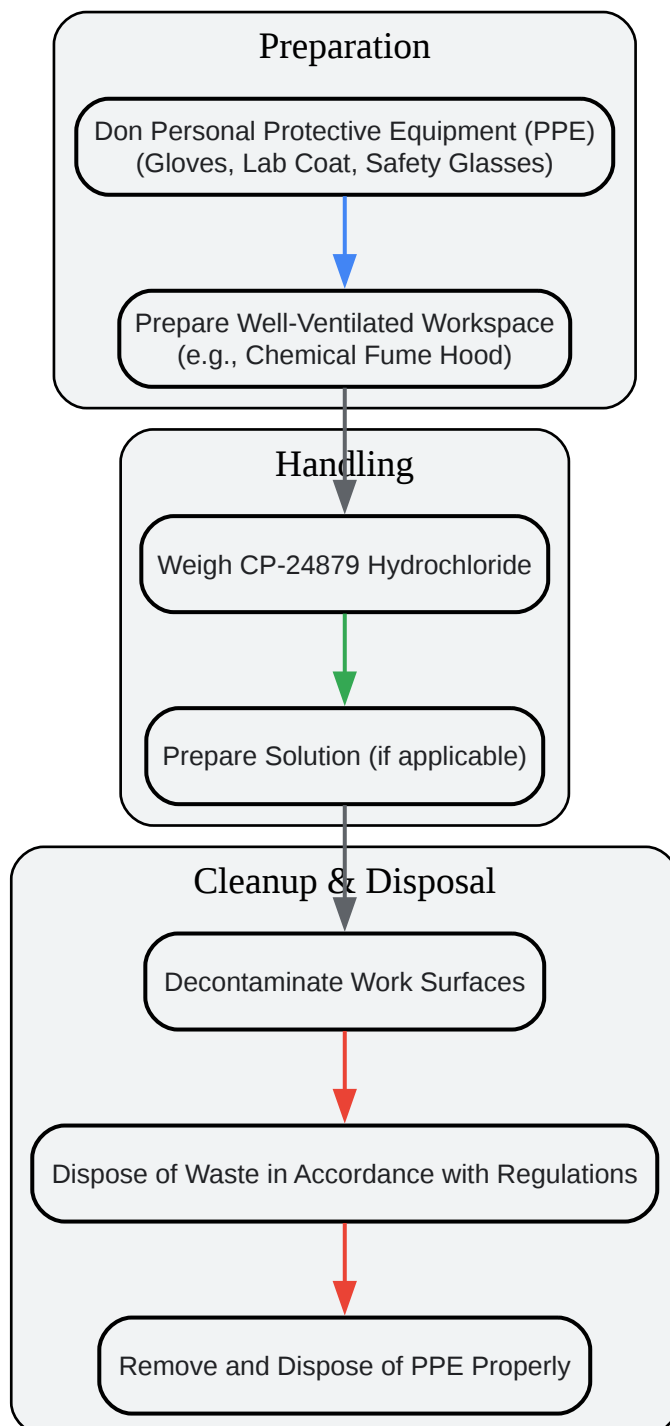 Preparation
Don Personal Protective Equipment (PPE)
(Gloves, Lab Coat, Safety Glasses)
Prepare Well-Ventilated Workspace
(e.g., Chemical Fume Hood)
Handling
Weigh CP-24879 Hydrochloride
Prepare Solution (if applicable)
Cleanup & Disposal
Decontaminate Work Surfaces
Dispose of Waste in Accordance with Regulations
Remove and Dispose of PPE Properly